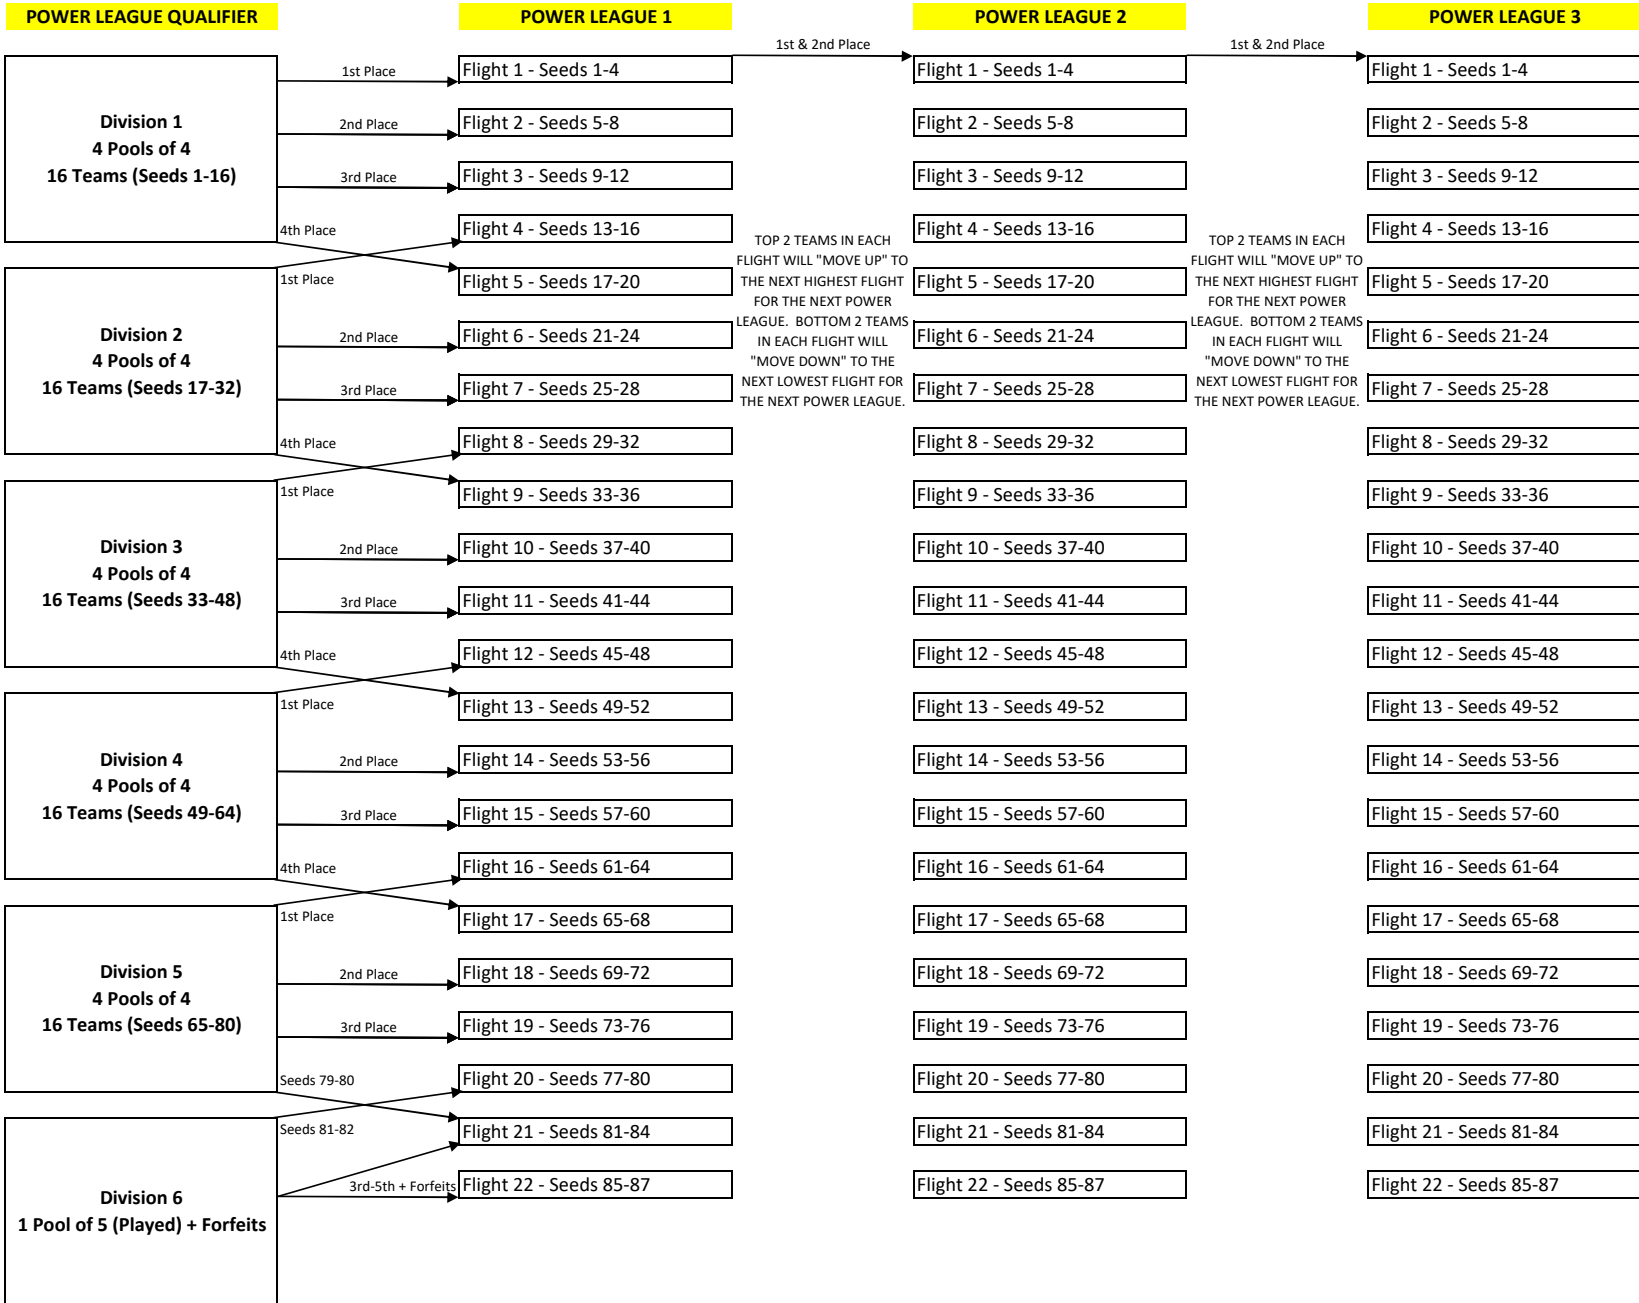 POWER LEAGUE QUALIFIER
POWER LEAGUE 1
POWER LEAGUE 2
POWER LEAGUE 3
1st & 2nd Place
1st & 2nd Place
Division 1
4 Pools of 4
16 Teams (Seeds 1-16)
1st Place
2nd Place
3rd Place
4th Place
Division 2
4 Pools of 4
16 Teams (Seeds 17-32)
1st Place
2nd Place
3rd Place
4th Place
Division 3
4 Pools of 4
16 Teams (Seeds 33-48)
1st Place
2nd Place
3rd Place
4th Place
Division 4
4 Pools of 4
16 Teams (Seeds 49-64)
1st Place
2nd Place
3rd Place
4th Place
Division 5
4 Pools of 4
16 Teams (Seeds 65-80)
1st Place
2nd Place
3rd Place
Seeds 79-80
Division 6
1 Pool of 5 (Played) + Forfeits
Seeds 81-82
3rd-5th + Forfeits
Flight 1 - Seeds 1-4
Flight 2 - Seeds 5-8
Flight 3 - Seeds 9-12
Flight 4 - Seeds 13-16
Flight 5 - Seeds 17-20
Flight 6 - Seeds 21-24
Flight 7 - Seeds 25-28
Flight 8 - Seeds 29-32
Flight 9 - Seeds 33-36
Flight 10 - Seeds 37-40
Flight 11 - Seeds 41-44
Flight 12 - Seeds 45-48
Flight 13 - Seeds 49-52
Flight 14 - Seeds 53-56
Flight 15 - Seeds 57-60
Flight 16 - Seeds 61-64
Flight 17 - Seeds 65-68
Flight 18 - Seeds 69-72
Flight 19 - Seeds 73-76
Flight 20 - Seeds 77-80
Flight 21 - Seeds 81-84
Flight 22 - Seeds 85-87
TOP 2 TEAMS IN EACH
FLIGHT WILL "MOVE UP" TO
THE NEXT HIGHEST FLIGHT
FOR THE NEXT POWER
LEAGUE.  BOTTOM 2 TEAMS
IN EACH FLIGHT WILL
"MOVE DOWN" TO THE
NEXT LOWEST FLIGHT FOR
THE NEXT POWER LEAGUE.
Flight 1 - Seeds 1-4
Flight 2 - Seeds 5-8
Flight 3 - Seeds 9-12
Flight 4 - Seeds 13-16
Flight 5 - Seeds 17-20
Flight 6 - Seeds 21-24
Flight 7 - Seeds 25-28
Flight 8 - Seeds 29-32
Flight 9 - Seeds 33-36
Flight 10 - Seeds 37-40
Flight 11 - Seeds 41-44
Flight 12 - Seeds 45-48
Flight 13 - Seeds 49-52
Flight 14 - Seeds 53-56
Flight 15 - Seeds 57-60
Flight 16 - Seeds 61-64
Flight 17 - Seeds 65-68
Flight 18 - Seeds 69-72
Flight 19 - Seeds 73-76
Flight 20 - Seeds 77-80
Flight 21 - Seeds 81-84
Flight 22 - Seeds 85-87
TOP 2 TEAMS IN EACH
FLIGHT WILL "MOVE UP" TO
THE NEXT HIGHEST FLIGHT
FOR THE NEXT POWER
LEAGUE.  BOTTOM 2 TEAMS
IN EACH FLIGHT WILL
"MOVE DOWN" TO THE
NEXT LOWEST FLIGHT FOR
THE NEXT POWER LEAGUE.
Flight 1 - Seeds 1-4
Flight 2 - Seeds 5-8
Flight 3 - Seeds 9-12
Flight 4 - Seeds 13-16
Flight 5 - Seeds 17-20
Flight 6 - Seeds 21-24
Flight 7 - Seeds 25-28
Flight 8 - Seeds 29-32
Flight 9 - Seeds 33-36
Flight 10 - Seeds 37-40
Flight 11 - Seeds 41-44
Flight 12 - Seeds 45-48
Flight 13 - Seeds 49-52
Flight 14 - Seeds 53-56
Flight 15 - Seeds 57-60
Flight 16 - Seeds 61-64
Flight 17 - Seeds 65-68
Flight 18 - Seeds 69-72
Flight 19 - Seeds 73-76
Flight 20 - Seeds 77-80
Flight 21 - Seeds 81-84
Flight 22 - Seeds 85-87